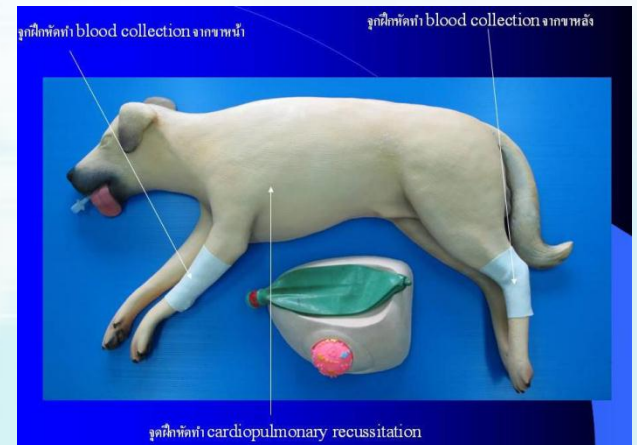 จุกฝึกหัดทำ blood collection จากขาหน้า
จุกฝึกหัดทำ blood collection จากขาหลัง
จุดฝึกหัดทำ cardiopulmonary recussitation